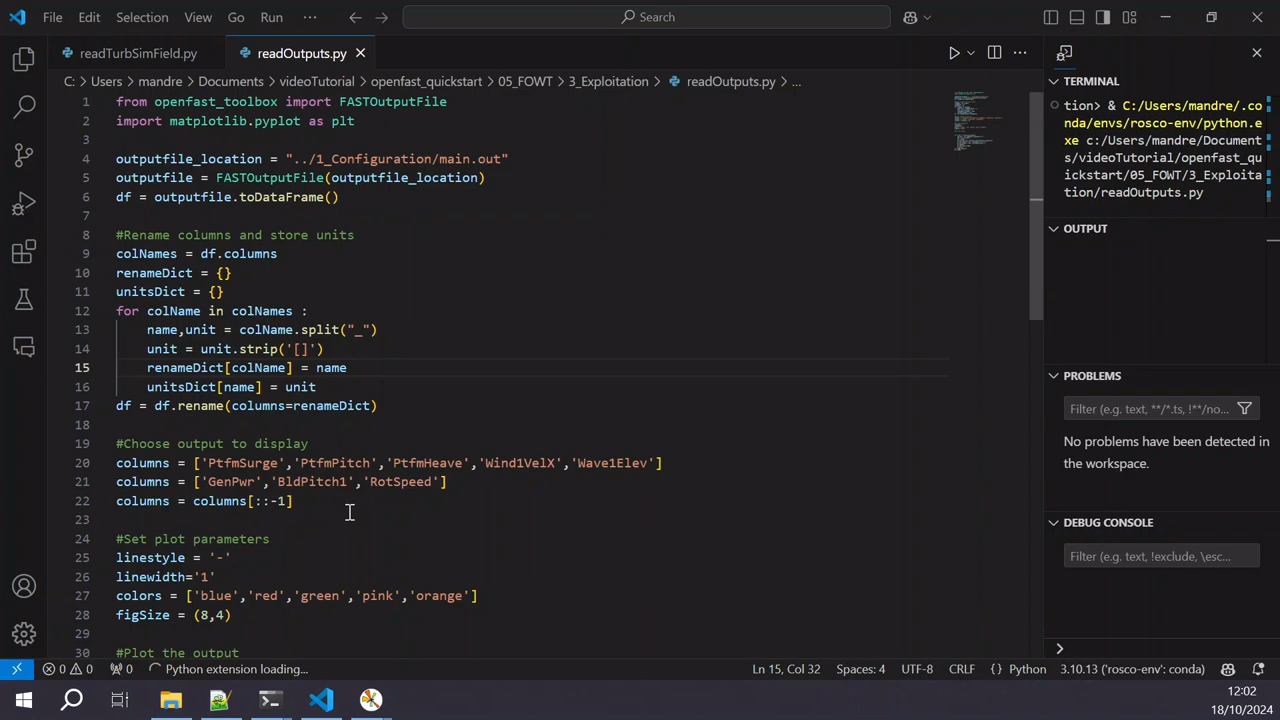 File Edit Selection View Go Run ··· Search
readTurbSimField.py readOutputs.py
C: > Users > mandre > Documents > videoTutorial > openfast_quickstart > 05_FOWT > 3_Exploitation > readOutputs.py > ...
1 from openfast_toolbox import FASTOutputFile
2 import matplotlib.pyplot as plt
3
4 outputfile_location = "../1_Configuration/main.out"
5 outputfile = FASTOutputFile(outputfile_location)
6 df = outputfile.toDataFrame()
7
8 #Rename columns and store units
9 colNames = df.columns
10 renameDict = {}
11 unitsDict = {}
12 for colName in colNames :
13 name,unit = colName.split("_")
14 unit = unit.strip('[]')
15 renameDict[colName] = name
16 unitsDict[name] = unit
17 df = df.rename(columns=renameDict)
18
19 #Choose output to display
20 columns = ['PtfmSurge','PtfmPitch','PtfmHeave','Wind1VelX','Wave1Elev']
21 columns = ['GenPwr','BldPitch1','RotSpeed']
22 columns = columns[::-1]
23
24 #Set plot parameters
25 linestyle = '-'
26 linewidth='1'
27 colors = ['blue','red','green','pink','orange']
28 figSize = (8,4)
29
30 #Plot the output
TERMINAL
tion> & C:/Users/mandre/.co
nda/envs/rosco-env/python.e
xe c:/Users/mandre/Document
s/videoTutorial/openfast_qu
ickstart/05_FOWT/3_Exploita
tion/readOutputs.py
OUTPUT
PROBLEMS
Filter (e.g. text, **/*.ts, !**/no...
No problems have been detected in
the workspace.
DEBUG CONSOLE
Filter (e.g. text, !exclude, \esc...
0 0 0 Python extension loading... Ln 15, Col 32 Spaces: 4 UTF-8 CRLF {} Python 3.10.13 ('rosco-env': conda)
12:02
18/10/2024